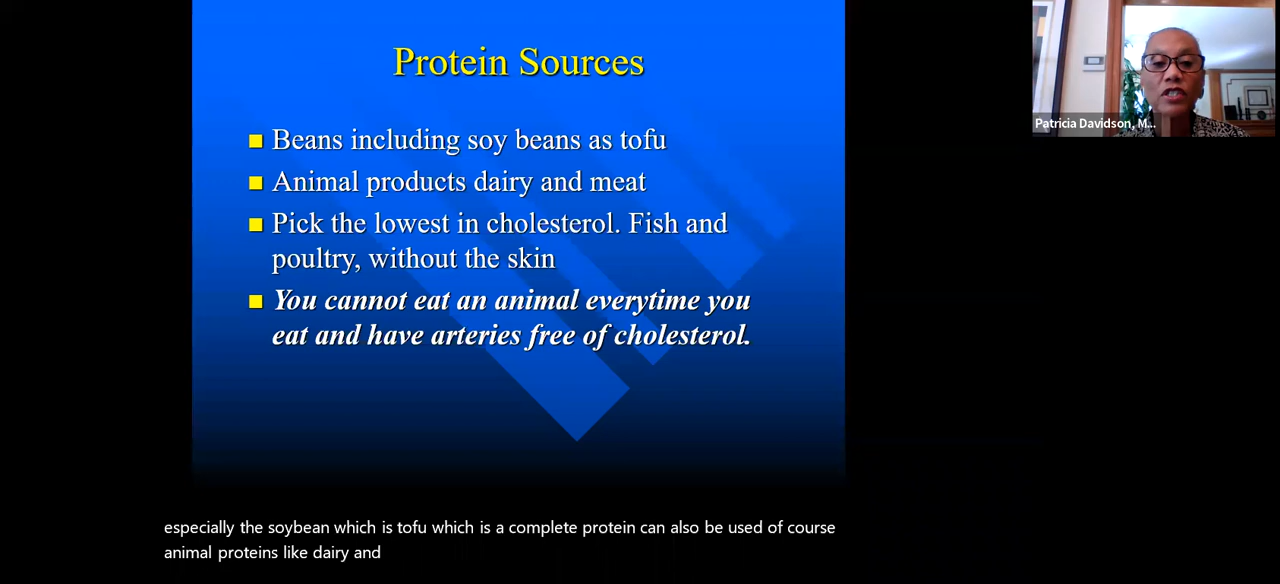 Protein Sources
Beans including soy beans as tofu
Animal products dairy and meat
Pick the lowest in cholesterol. Fish and
poultry, without the skin
You cannot eat an animal everytime you
eat and have arteries free of cholesterol.
Patricia Davidson, M...
especially the soybean which is tofu which is a complete protein can also be used of course
animal proteins like dairy and